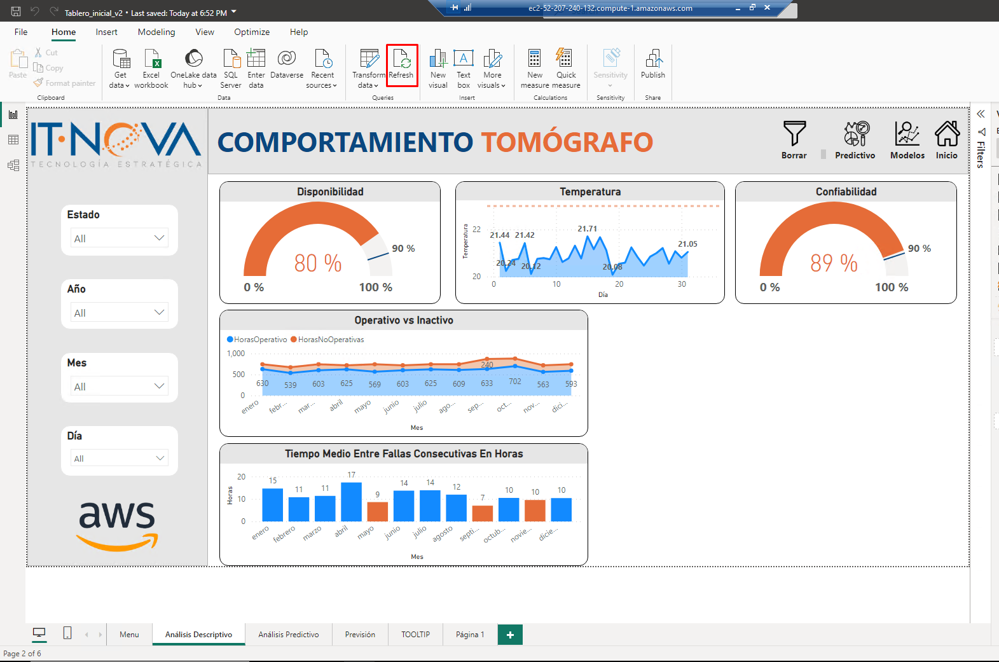 Tablero_inicial_v2 • Last saved: Today at 6:52 PM
ec2-52-207-240-132.compute-1.amazonaws.com
File Home Insert Modeling View Optimize Help
Paste
Cut
Copy
Format painter
Clipboard
Get data
Excel workbook
OneLake data hub
SQL Server
Enter data
Dataverse
Recent sources
Data
Transform data
Refresh
Queries
New visual
Text box
More visuals
Insert
New measure
Quick measure
Calculations
Sensitivity
Sensitivity
Publish
Share
IT-NOVA
TECNOLOGÍA ESTRATÉGICA
COMPORTAMIENTO TOMÓGRAFO
Borrar
Predictivo
Modelos
Inicio
Filters
Estado
All
Año
All
Mes
All
Día
All
aws
Disponibilidad
80 %
90 %
0 %
100 %
Temperatura
Temperatura
22
20
21.44
21.42
21.71
21.05
20.24
20.12
20.08
0 10 20 30
Día
Confiabilidad
89 %
90 %
0 %
100 %
Operativo vs Inactivo
HorasOperativo HorasNoOperativas
1,000
500
0
240
630 539 603 625 569 603 625 609 633 702 563 593
enero febr... mar... abril mayo junio julio ago... sep... oct... nov... dici...
Mes
Tiempo Medio Entre Fallas Consecutivas En Horas
Horas
20
10
0
15 11 11 17 9 14 14 12 7 10 10 10
enero febrero marzo abril mayo junio julio agosto septi... octub... novie... dicie...
Mes
Menu
Análisis Descriptivo
Análisis Predictivo
Previsión
TOOLTIP
Página 1
Page 2 of 6